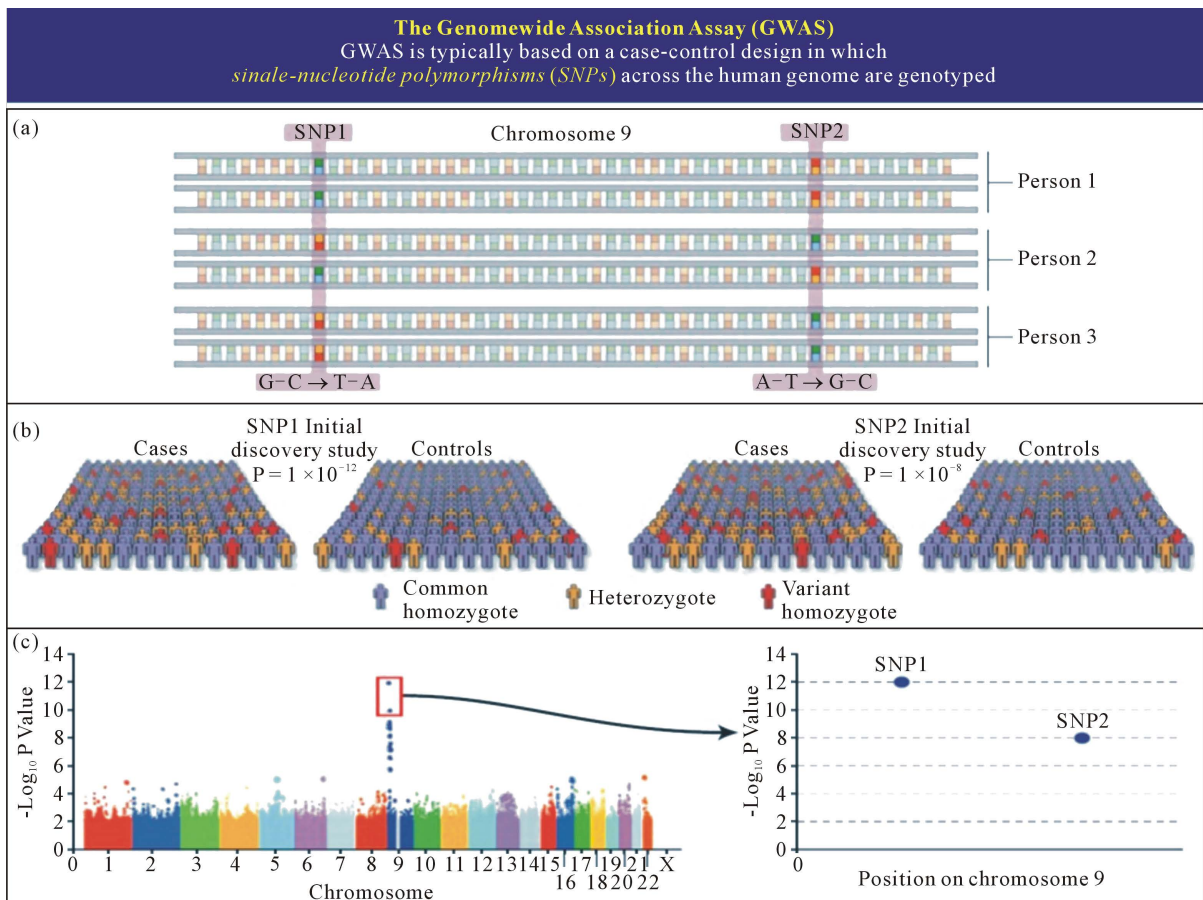 The Genomewide Association Assay (GWAS)
GWAS is typically based on a case-control design in which
sinale-nucleotide polymorphisms (SNPs) across the human genome are genotyped
(a)
SNP1
Chromosome 9
SNP2
Person 1
Person 2
Person 3
G–C → T–A
A–T → G–C
(b)
Cases
SNP1 Initial
discovery study
P = 1 ×10⁻¹²
Controls
Cases
SNP2 Initial
discovery study
P = 1 ×10⁻⁸
Controls
Common
homozygote
Heterozygote
Variant
homozygote
(c)
-Log₁₀ P Value
14
12
10
8
6
4
2
0
0 1 2 3 4 5 6 7 8 9 10 11 12 13 14 15 17 19 21 X
16 18 20 22
Chromosome
-Log₁₀ P Value
14
12
10
8
6
4
2
0
SNP1
SNP2
0
Position on chromosome 9